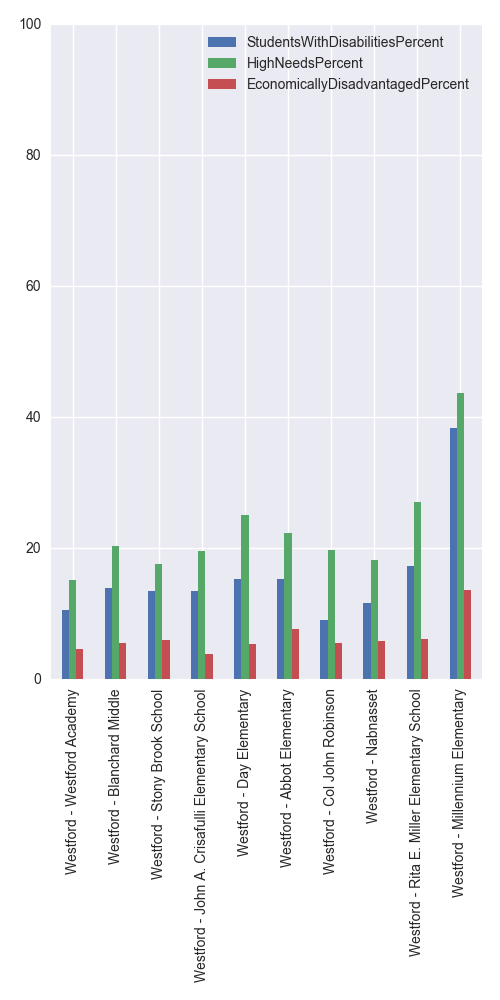 100
80
60
40
20
0
StudentsWithDisabilitiesPercent
HighNeedsPercent
EconomicallyDisadvantagedPercent
Westford - Westford Academy
Westford - Blanchard Middle
Westford - Stony Brook School
Westford - John A. Crisafulli Elementary School
Westford - Day Elementary
Westford - Abbot Elementary
Westford - Col John Robinson
Westford - Nabnasset
Westford - Rita E. Miller Elementary School
Westford - Millennium Elementary